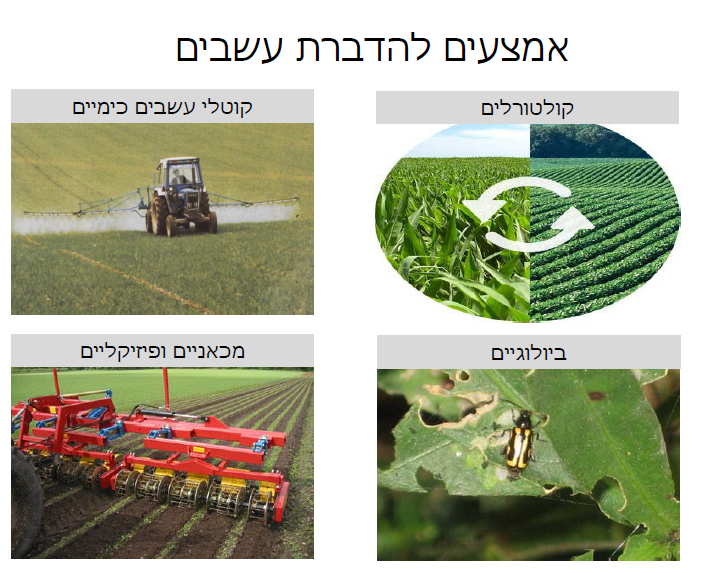 אמצעים להדברת עשבים
קולטורלים
קוטלי עשבים כימיים
ביולוגיים
מכאניים ופיזיקליים